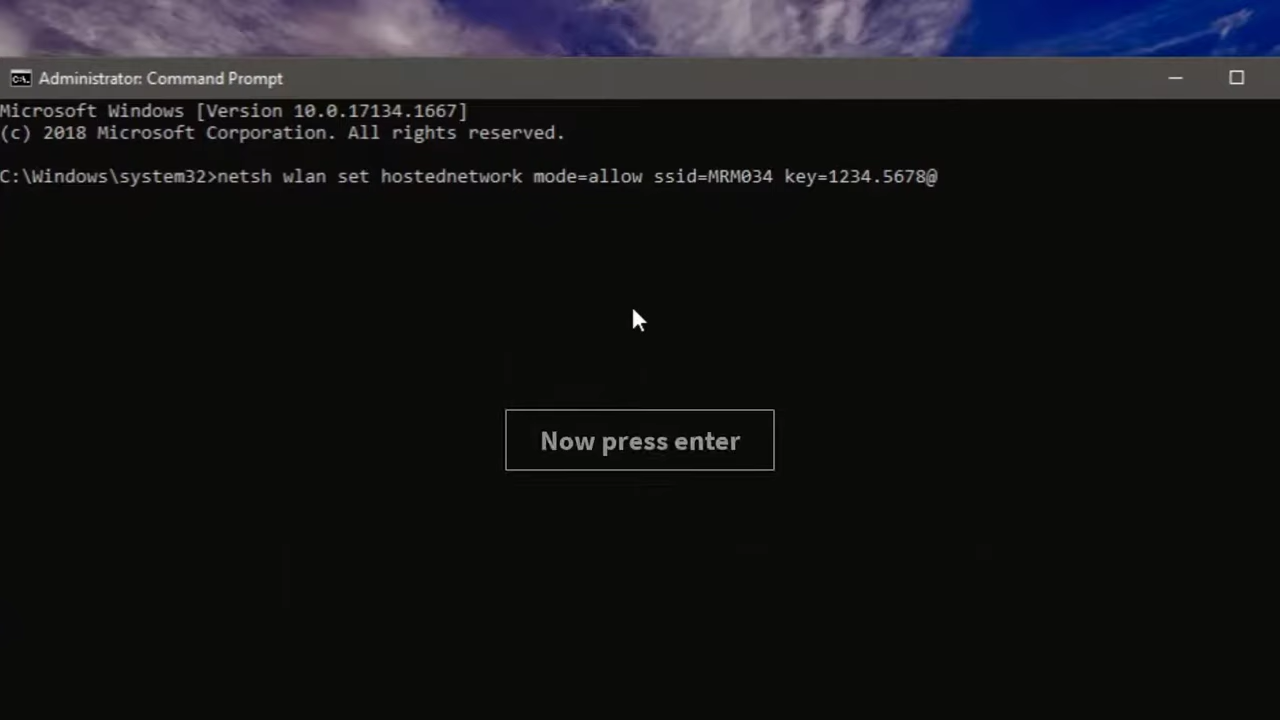 Administrator: Command Prompt
Microsoft Windows [Version 10.0.17134.1667]
(c) 2018 Microsoft Corporation. All rights reserved.
C:\Windows\system32>netsh wlan set hostednetwork mode=allow ssid=MRM034 key=1234.5678@
Now press enter